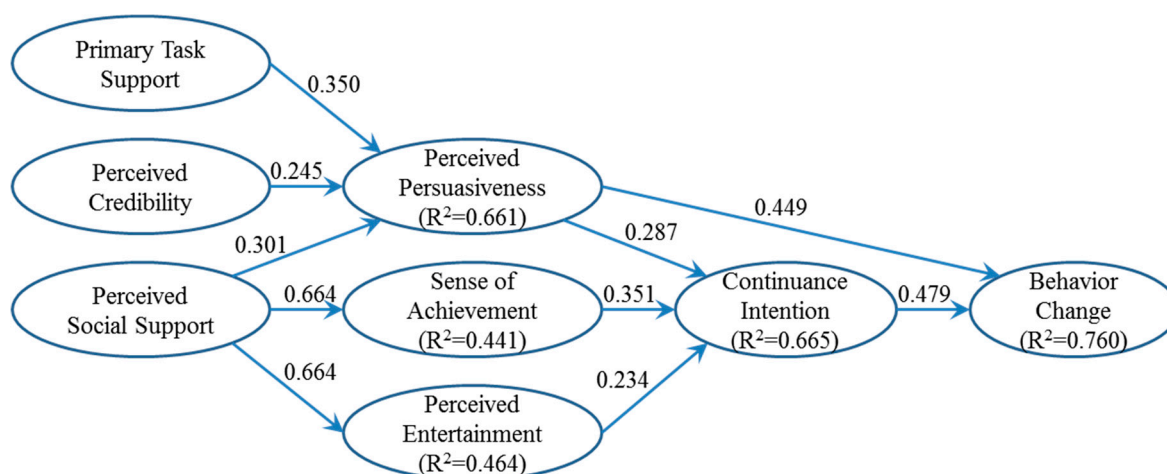 Primary Task
Support
0.350
Perceived
Credibility
0.245
Perceived
Persuasiveness
(R²=0.661)
0.449
0.301
0.287
Perceived
Social Support
0.664
Sense of
Achievement
(R²=0.441)
0.351
Continuance
Intention
(R²=0.665)
0.479
Behavior
Change
(R²=0.760)
0.664
0.234
Perceived
Entertainment
(R²=0.464)